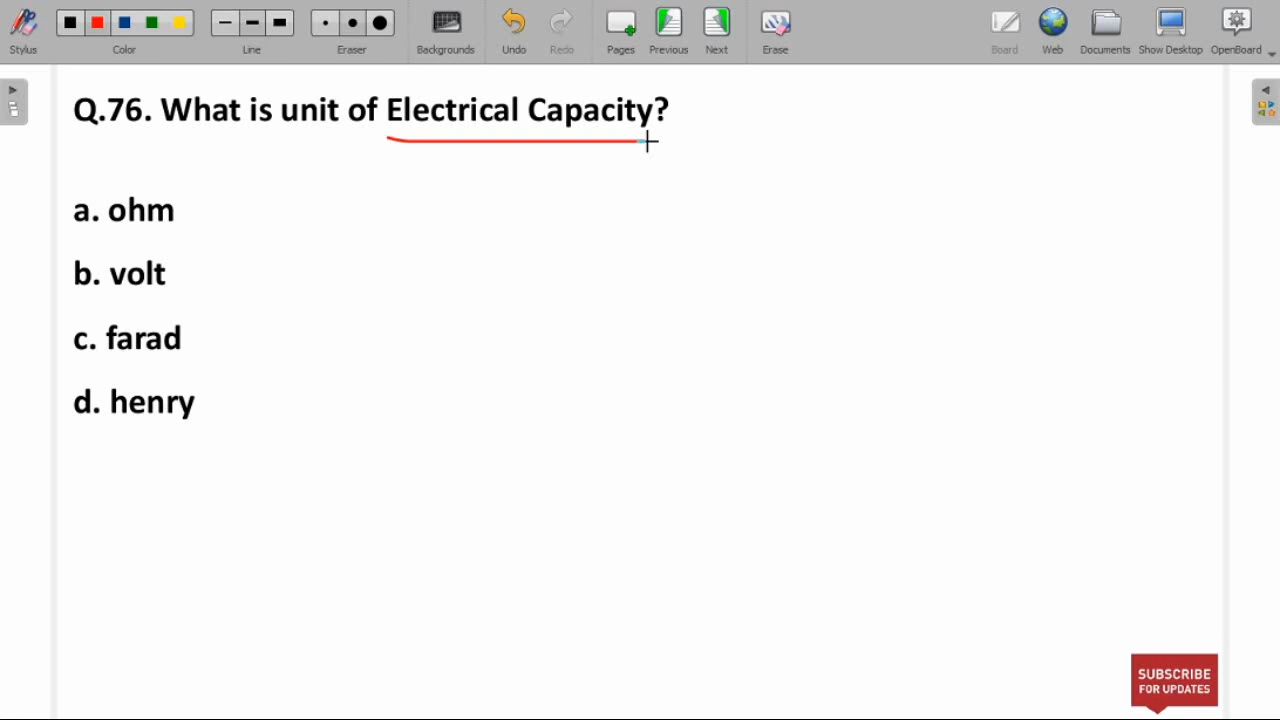 Stylus
Color
Line
Eraser
Backgrounds
Undo
Redo
Pages
Previous
Next
Erase
Board
Web
Documents
Show Desktop
OpenBoard
Q.76. What is unit of Electrical Capacity?
a. ohm
b. volt
c. farad
d. henry
SUBSCRIBE
FOR UPDATES